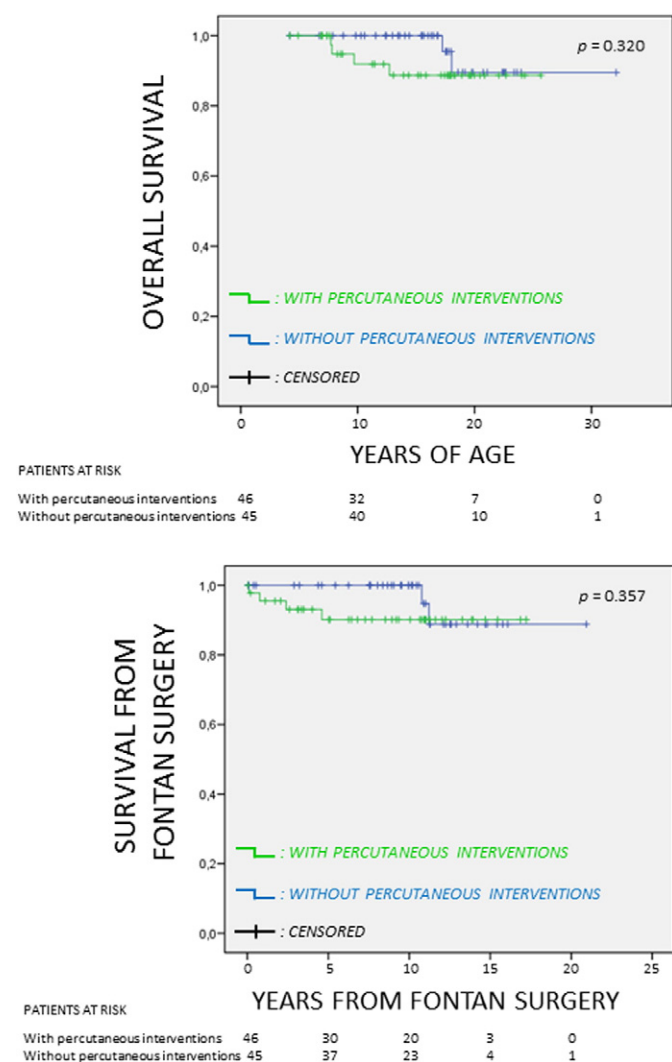 OVERALL SURVIVAL
p = 0.320
1,0
0,8
0,6
0,4
0,2
0,0
: WITH PERCUTANEOUS INTERVENTIONS
: WITHOUT PERCUTANEOUS INTERVENTIONS
: CENSORED
0 10 20 30
YEARS OF AGE
PATIENTS AT RISK
With percutaneous interventions 46 32 7 0
Without percutaneous interventions 45 40 10 1
SURVIVAL FROM
FONTAN SURGERY
p = 0.357
1,0
0,8
0,6
0,4
0,2
0,0
: WITH PERCUTANEOUS INTERVENTIONS
: WITHOUT PERCUTANEOUS INTERVENTIONS
: CENSORED
0 5 10 15 20 25
YEARS FROM FONTAN SURGERY
PATIENTS AT RISK
With percutaneous interventions 46 30 20 3 0
Without percutaneous interventions 45 37 23 4 1